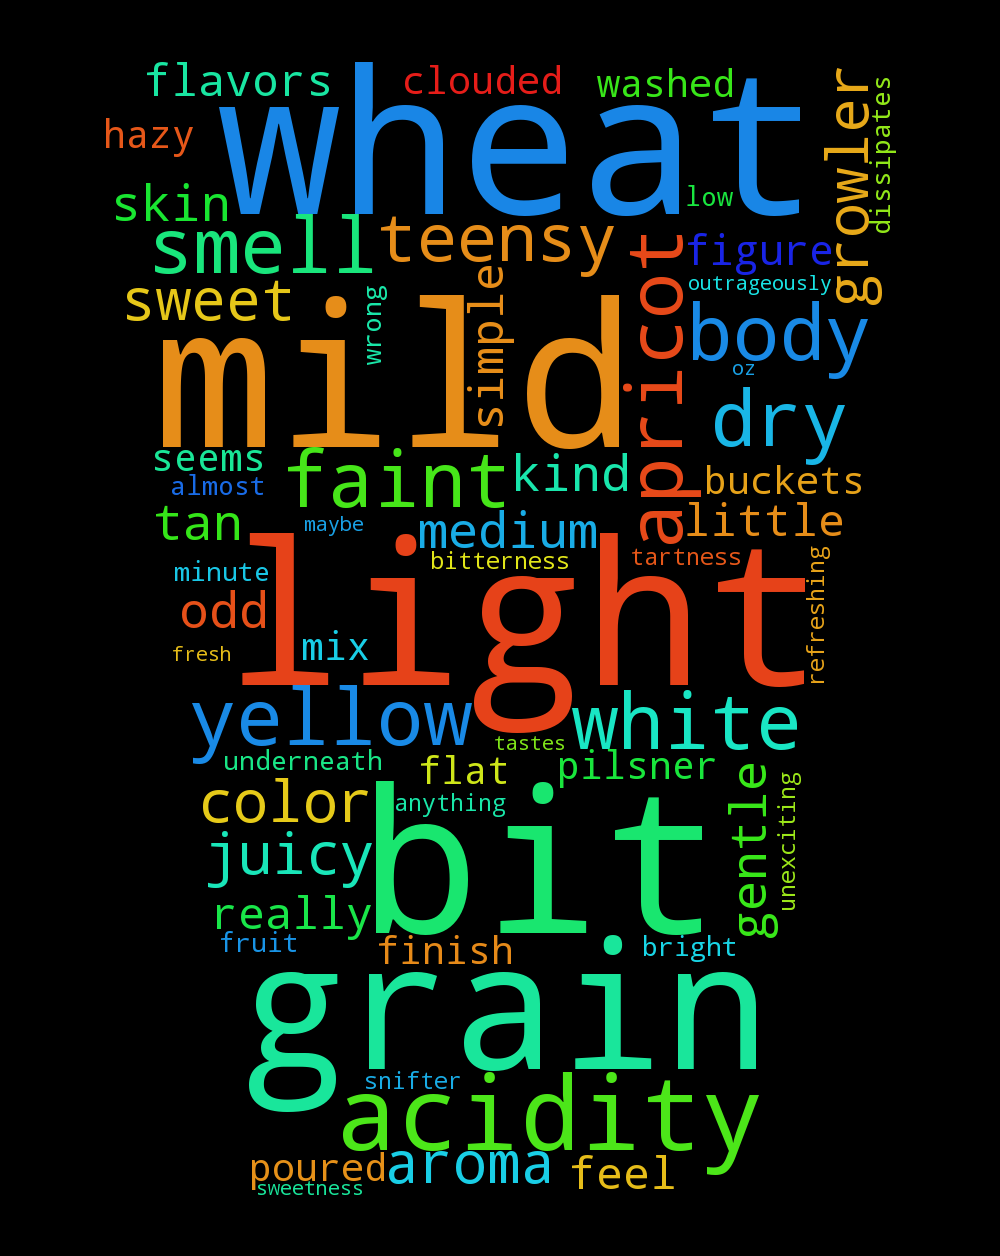 flavors
clouded
washed
wheat
growler
dissipates
hazy
skin
low
smell
teensy
apricot
figure
outrageously
sweet
wrong
simple
mild
body
oz
dry
seems
almost
faint
kind
buckets
tan
maybe
medium
little
bitterness
tartness
refreshing
minute
light
odd
mix
fresh
yellow
white
tastes
underneath
flat
pilsner
gentle
unexciting
color
anything
bit
juicy
really
fruit
finish
bright
grain
snifter
acidity
poured
aroma
feel
sweetness